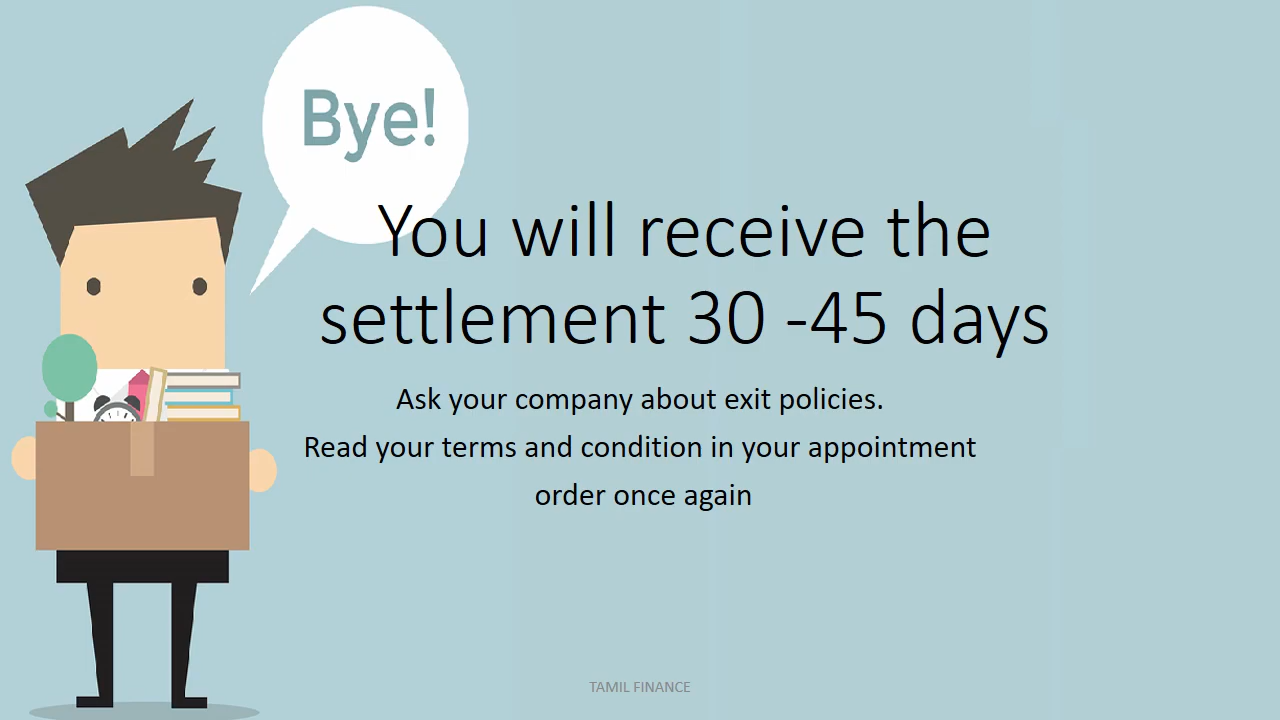 Bye!
You will receive the
settlement 30 -45 days
Ask your company about exit policies.
Read your terms and condition in your appointment
order once again
TAMIL FINANCE